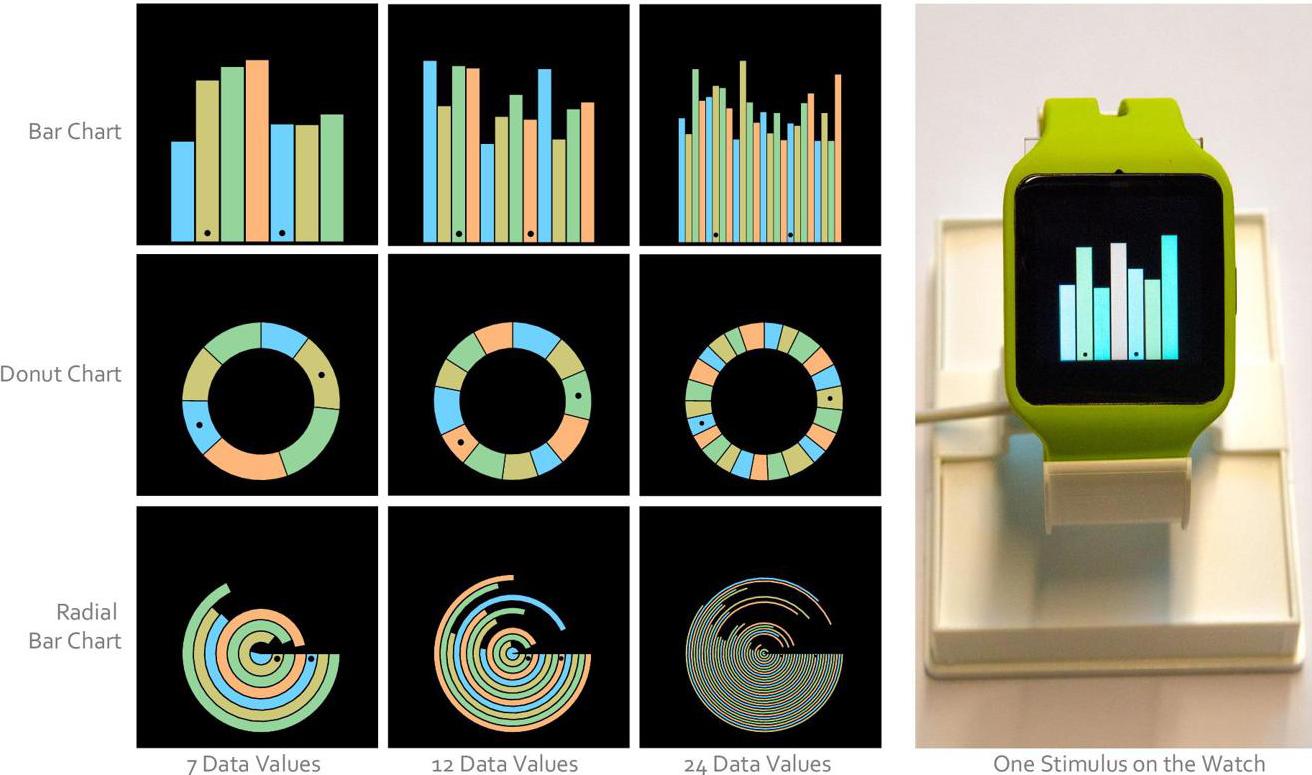 Bar Chart
Donut Chart
Radial
Bar Chart
7 Data Values
12 Data Values
24 Data Values
One Stimulus on the Watch